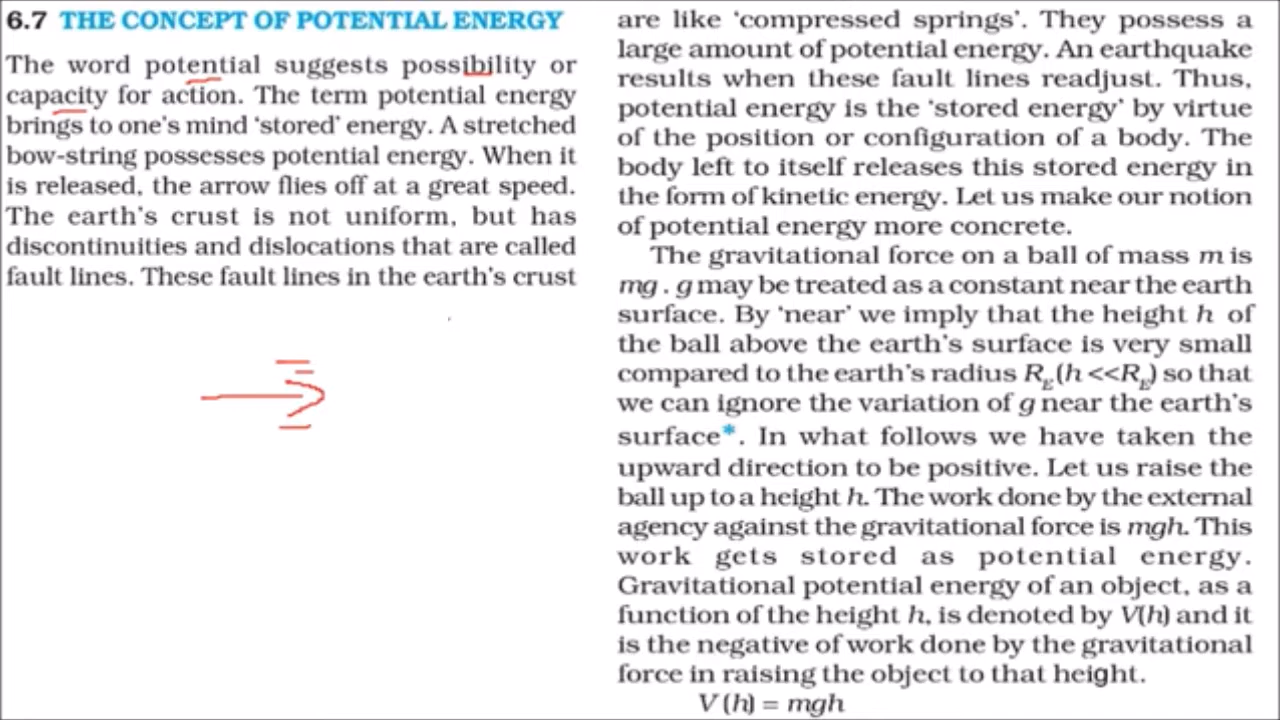 6.7 THE CONCEPT OF POTENTIAL ENERGY
The word potential suggests possibility or
capacity for action. The term potential energy
brings to one's mind ‘stored’ energy. A stretched
bow-string possesses potential energy. When it
is released, the arrow flies off at a great speed.
The earth's crust is not uniform, but has
discontinuities and dislocations that are called
fault lines. These fault lines in the earth's crust
are like ‘compressed springs’. They possess a
large amount of potential energy. An earthquake
results when these fault lines readjust. Thus,
potential energy is the ‘stored energy’ by virtue
of the position or configuration of a body. The
body left to itself releases this stored energy in
the form of kinetic energy. Let us make our notion
of potential energy more concrete.
The gravitational force on a ball of mass m is
mg . g may be treated as a constant near the earth
surface. By ‘near’ we imply that the height h of
the ball above the earth's surface is very small
compared to the earth's radius R_E (h <<R_E) so that
we can ignore the variation of g near the earth's
surface*. In what follows we have taken the
upward direction to be positive. Let us raise the
ball up to a height h. The work done by the external
agency against the gravitational force is mgh. This
work gets stored as potential energy.
Gravitational potential energy of an object, as a
function of the height h, is denoted by V(h) and it
is the negative of work done by the gravitational
force in raising the object to that height.
V (h) = mgh